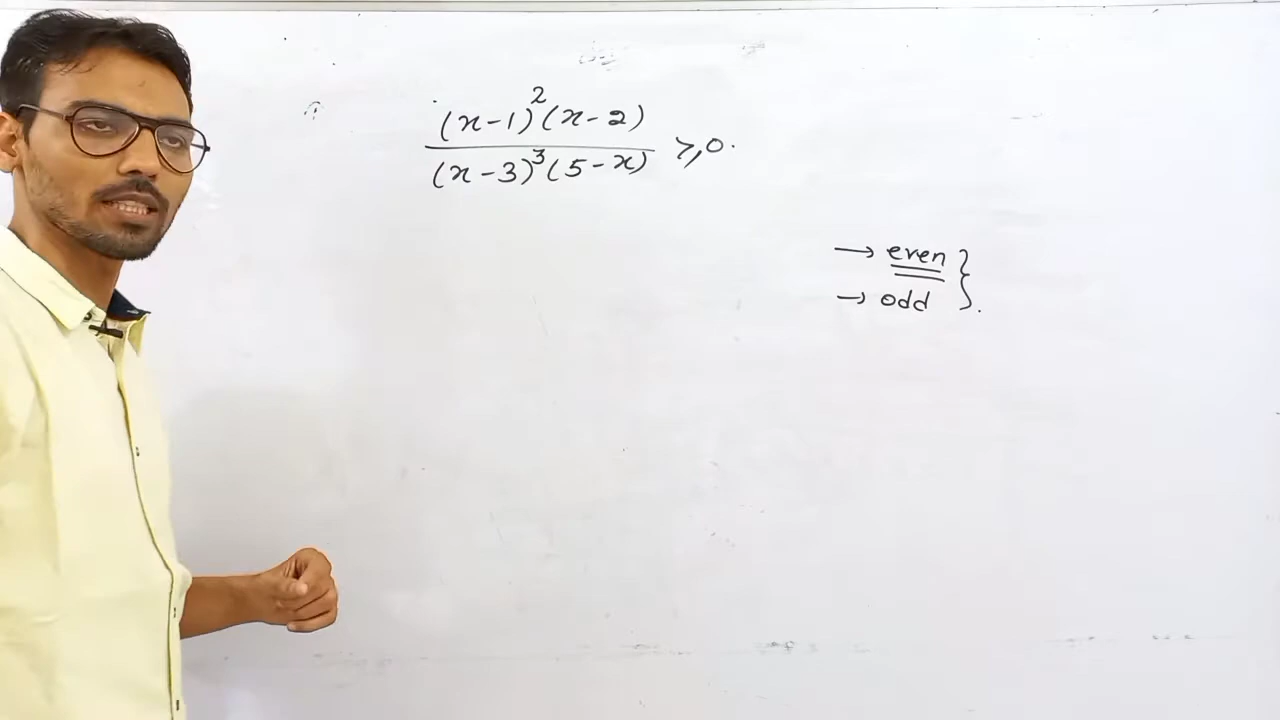 (x-1)²(x-2)
(x-3)³(5-x) ≥ 0.
→ even }
→ odd } .